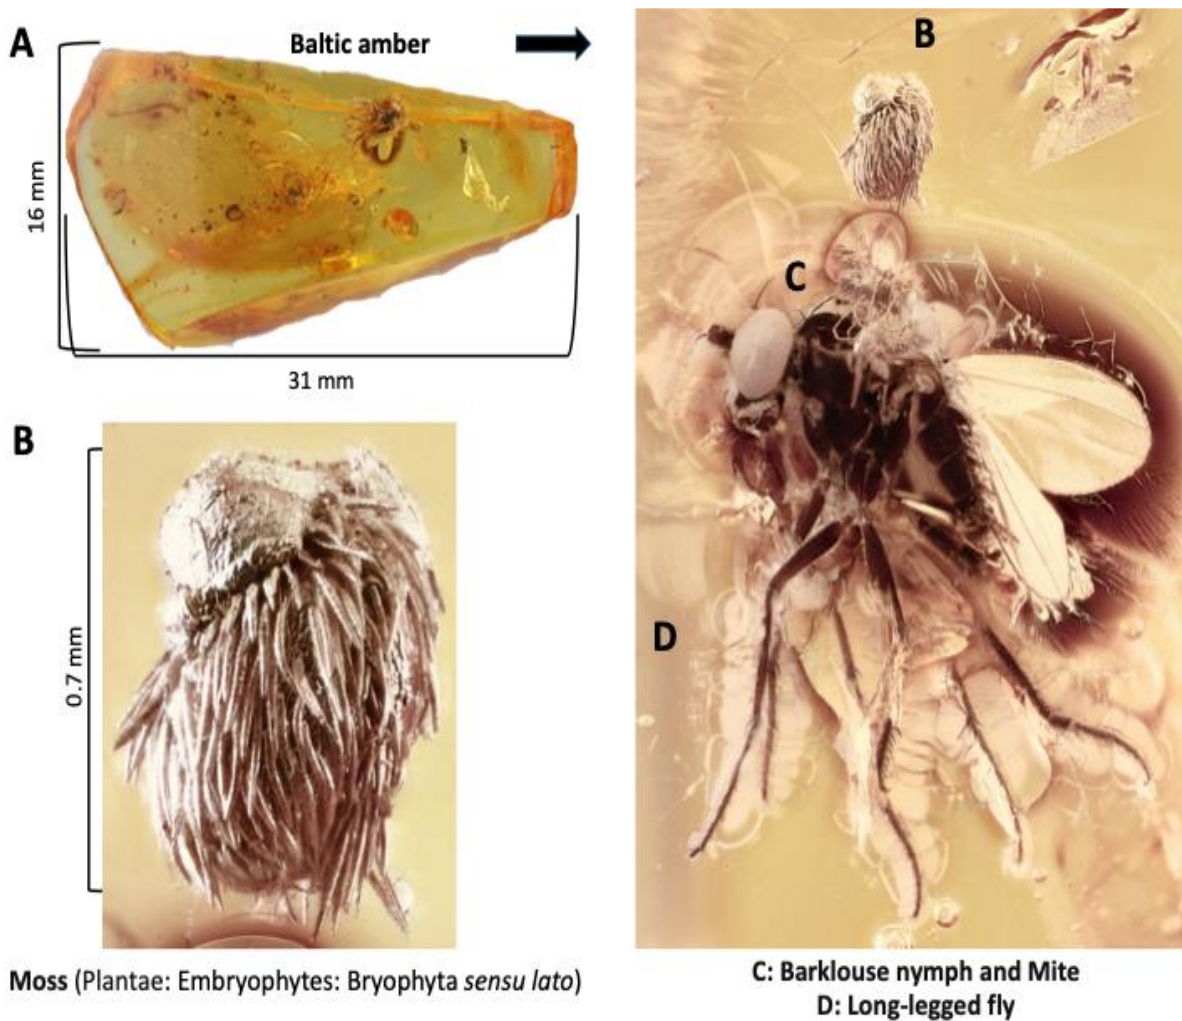 A
Baltic amber
16 mm
31 mm
B
0.7 mm
Moss (Plantae: Embryophytes: Bryophyta sensu lato)
B
C
D
C: Barklouse nymph and Mite
D: Long-legged fly